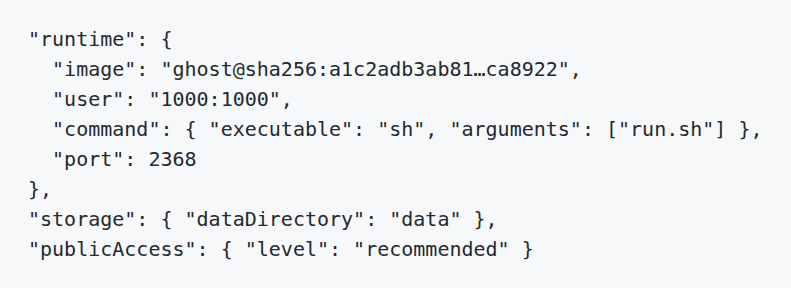 "runtime": {
  "image": "ghost@sha256:a1c2adb3ab81…ca8922",
  "user": "1000:1000",
  "command": { "executable": "sh", "arguments": ["run.sh"] },
  "port": 2368
},
"storage": { "dataDirectory": "data" },
"publicAccess": { "level": "recommended" }